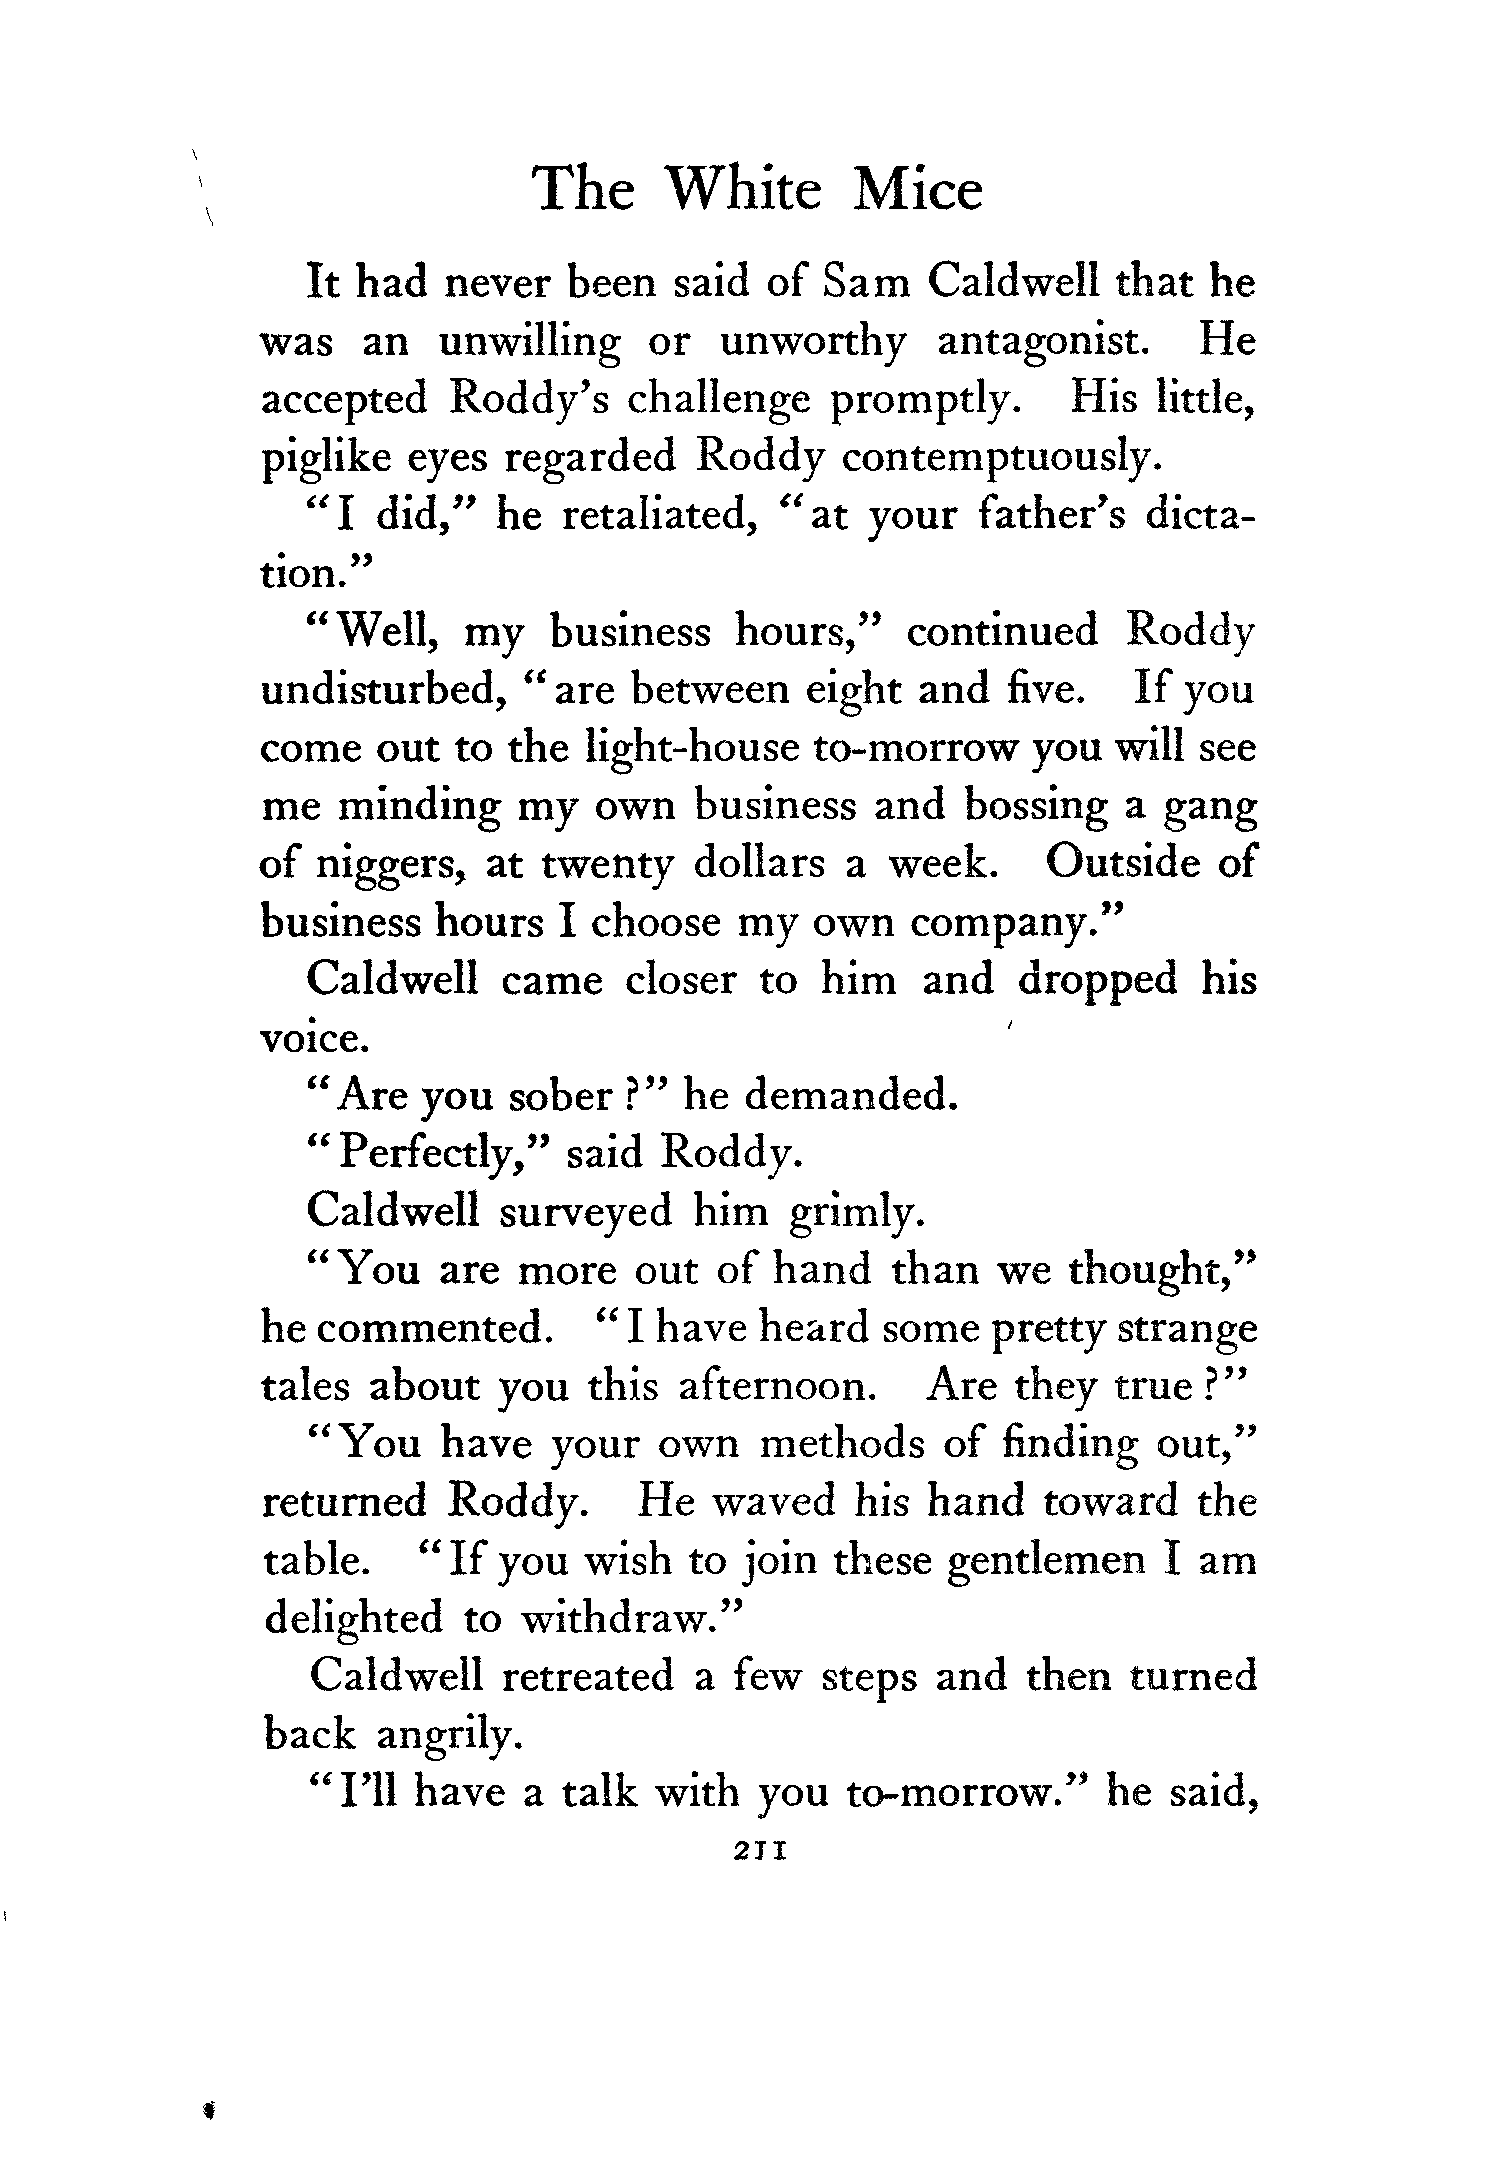 The White Mice
It had never been said of Sam Caldwell that he
was an unwilling or unworthy antagonist. He
accepted Roddy's challenge promptly. His little,
piglike eyes regarded Roddy contemptuously.
“I did,” he retaliated, “at your father's dicta-
tion.”
“Well, my business hours,” continued Roddy
undisturbed, “are between eight and five. If you
come out to the light-house to-morrow you will see
me minding my own business and bossing a gang
of niggers, at twenty dollars a week. Outside of
business hours I choose my own company.”
Caldwell came closer to him and dropped his
voice.
“Are you sober?” he demanded.
“Perfectly,” said Roddy.
Caldwell surveyed him grimly.
“You are more out of hand than we thought,”
he commented. “I have heard some pretty strange
tales about you this afternoon. Are they true?”
“You have your own methods of finding out,”
returned Roddy. He waved his hand toward the
table. “If you wish to join these gentlemen I am
delighted to withdraw.”
Caldwell retreated a few steps and then turned
back angrily.
“I'll have a talk with you to-morrow.” he said,
211